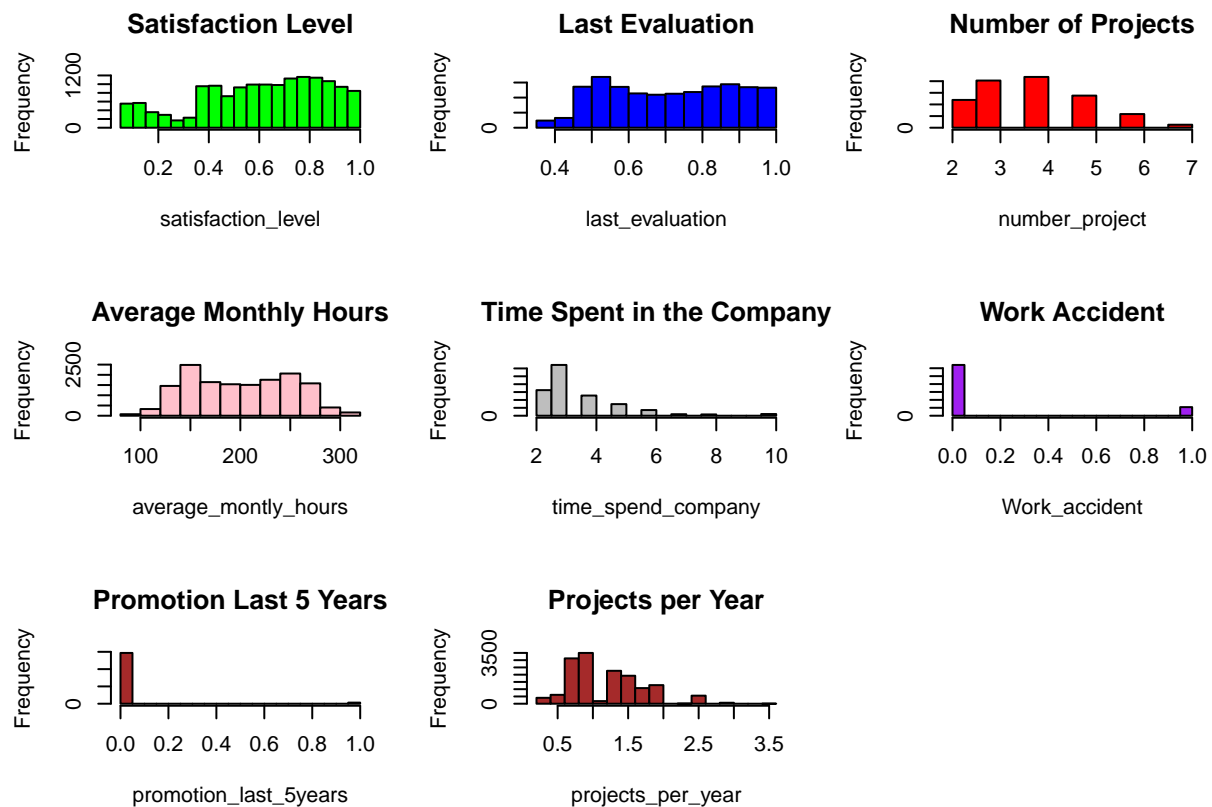 Satisfaction Level
Frequency
0
1200
0.2 0.4 0.6 0.8 1.0
satisfaction_level
Last Evaluation
Frequency
0
0.4 0.6 0.8 1.0
last_evaluation
Number of Projects
Frequency
0
2 3 4 5 6 7
number_project
Average Monthly Hours
Frequency
0
2500
100 200 300
average_montly_hours
Time Spent in the Company
Frequency
0
2 4 6 8 10
time_spend_company
Work Accident
Frequency
0
0.0 0.2 0.4 0.6 0.8 1.0
Work_accident
Promotion Last 5 Years
Frequency
0
0.0 0.2 0.4 0.6 0.8 1.0
promotion_last_5years
Projects per Year
Frequency
0
3500
0.5 1.5 2.5 3.5
projects_per_year